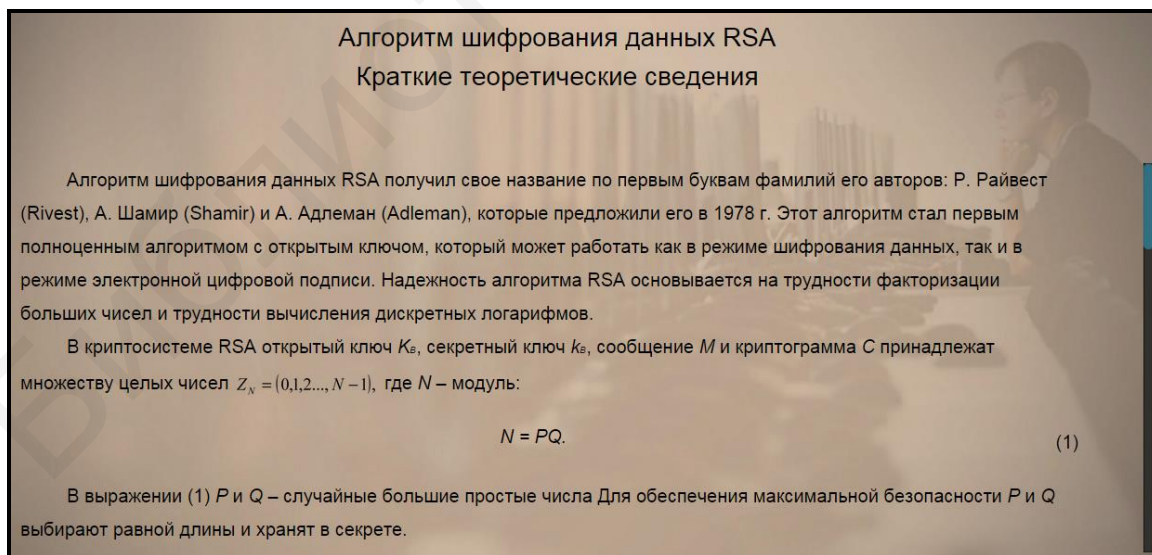 Алгоритм шифрования данных RSA
Краткие теоретические сведения
Алгоритм шифрования данных RSA получил свое название по первым буквам фамилий его авторов: Р. Райвест
(Rivest), А. Шамир (Shamir) и А. Адлеман (Adleman), которые предложили его в 1978 г. Этот алгоритм стал первым
полноценным алгоритмом с открытым ключом, который может работать как в режиме шифрования данных, так и в
режиме электронной цифровой подписи. Надежность алгоритма RSA основывается на трудности факторизации
больших чисел и трудности вычисления дискретных логарифмов.
В криптосистеме RSA открытый ключ Kв, секретный ключ kв, сообщение M и криптограмма C принадлежат
множеству целых чисел Z_N = (0,1,2..., N − 1), где N – модуль:
N = PQ. (1)
В выражении (1) P и Q – случайные большие простые числа Для обеспечения максимальной безопасности P и Q
выбирают равной длины и хранят в секрете.